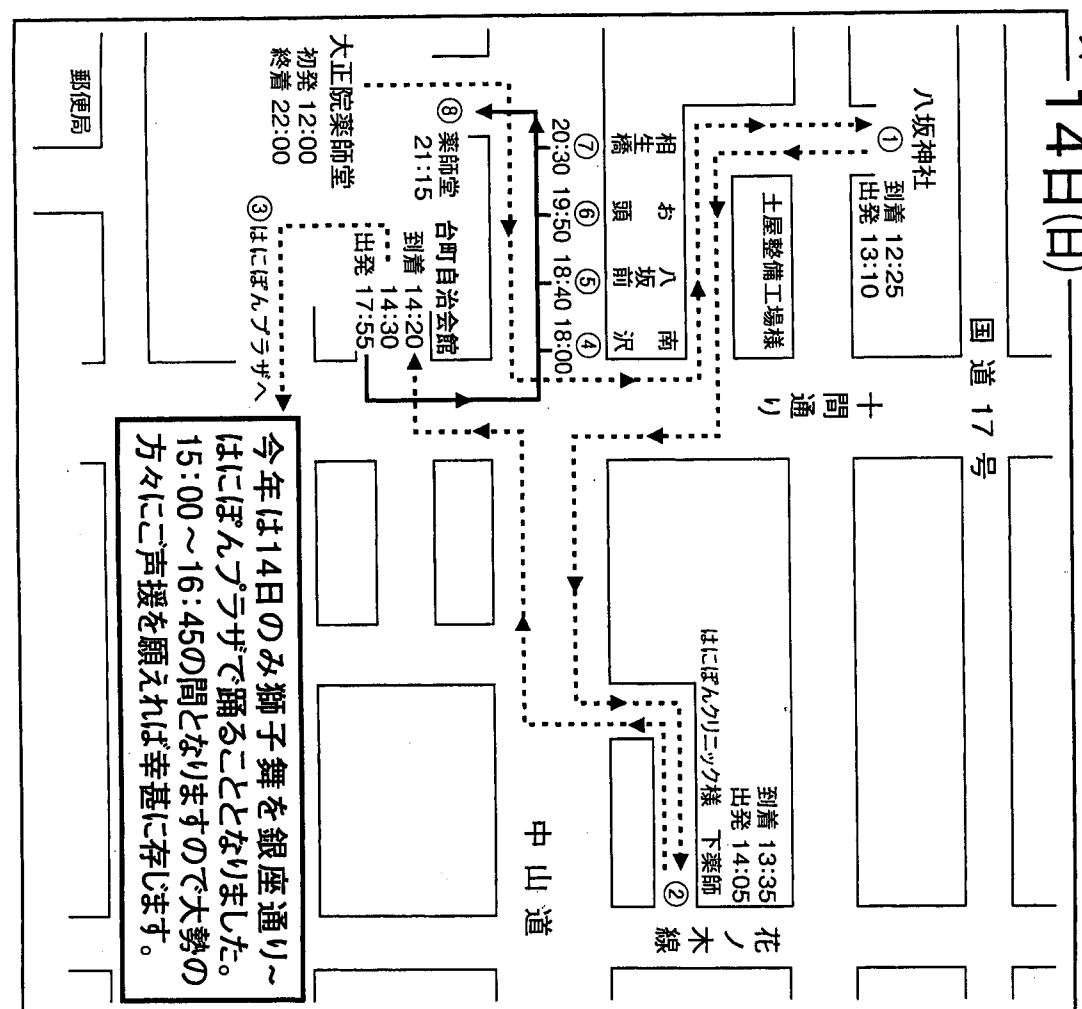 14日(日)
国道 17 号
八坂神社
①
到着 12:25
出発 13:10
土屋整備工場様
十間通り
相生橋
⑦
20:30
お頭
⑥
19:50
八坂前
⑤
18:40
南沢
④
18:00
大正院薬師堂
初発 12:00
終着 22:00
⑧ 薬師堂
21:15
台町自治会館
到着 14:20
14:30
出発 17:55
③はにぽんプラザへ
郵便局
はにぽんクリニック様 下薬師
到着 13:35
出発 14:05
②
花ノ木線
中山道
今年は14日のみ獅子舞を銀座通り~
はにぽんプラザで踊ることとなりました。
15:00~16:45の間となりますので大勢の
方々にご声援を願えれば幸甚に存じます。